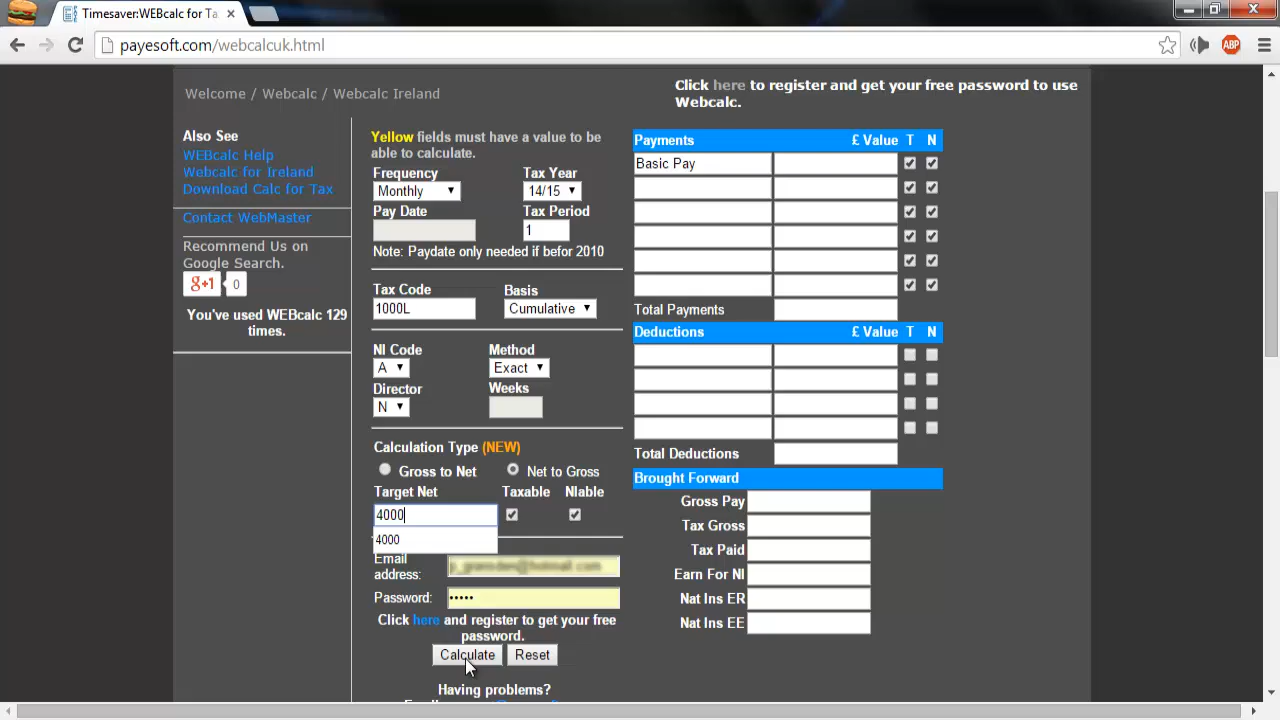 Timesaver:WEBcalc for Ta
payesoft.com/webcalcuk.html
ABP
Welcome / Webcalc / Webcalc Ireland
Click here to register and get your free password to use
Webcalc.
Also See
WEBcalc Help
Webcalc for Ireland
Download Calc for Tax
Contact WebMaster
Recommend Us on
Google Search.
g+1 0
You've used WEBcalc 129
times.
Yellow fields must have a value to be
able to calculate.
Frequency Tax Year
Monthly 14/15
Pay Date Tax Period
1
Note: Paydate only needed if befor 2010
Tax Code Basis
1000L Cumulative
NI Code Method
A Exact
Director Weeks
N
Calculation Type (NEW)
Gross to Net Net to Gross
Target Net Taxable NIable
4000
4000
Email
address:
Password: •••••
Click here and register to get your free
password.
Calculate Reset
Having problems?
Payments £ Value T N
Basic Pay
Total Payments
Deductions £ Value T N
Total Deductions
Brought Forward
Gross Pay
Tax Gross
Tax Paid
Earn For NI
Nat Ins ER
Nat Ins EE